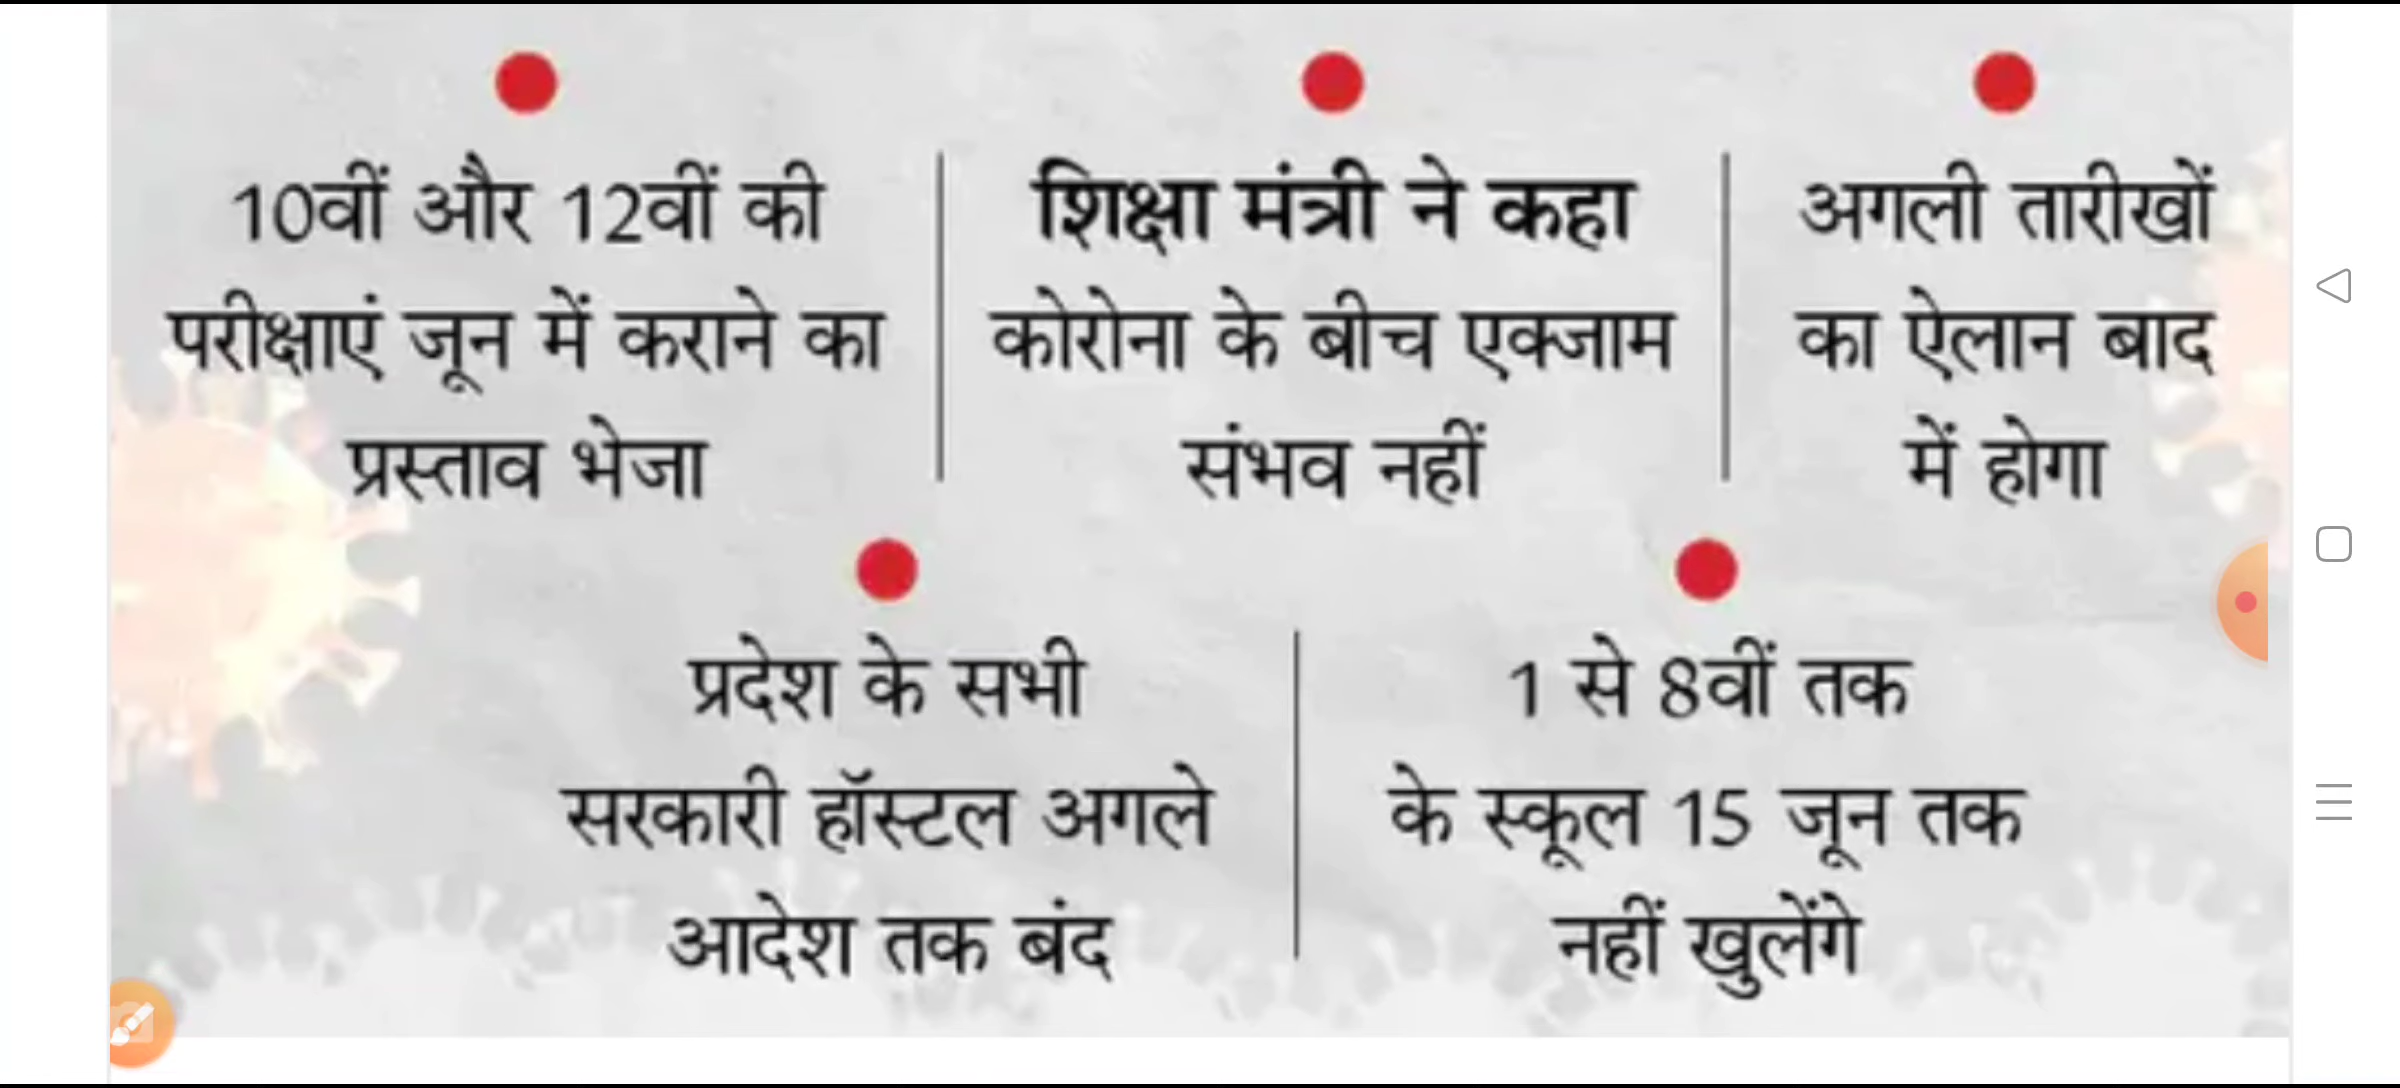 10वीं और 12वीं की
परीक्षाएं जून में कराने का
प्रस्ताव भेजा
शिक्षा मंत्री ने कहा
कोरोना के बीच एक्जाम
संभव नहीं
अगली तारीखों
का ऐलान बाद
में होगा
प्रदेश के सभी
सरकारी हॉस्टल अगले
आदेश तक बंद
1 से 8वीं तक
के स्कूल 15 जून तक
नहीं खुलेंगे